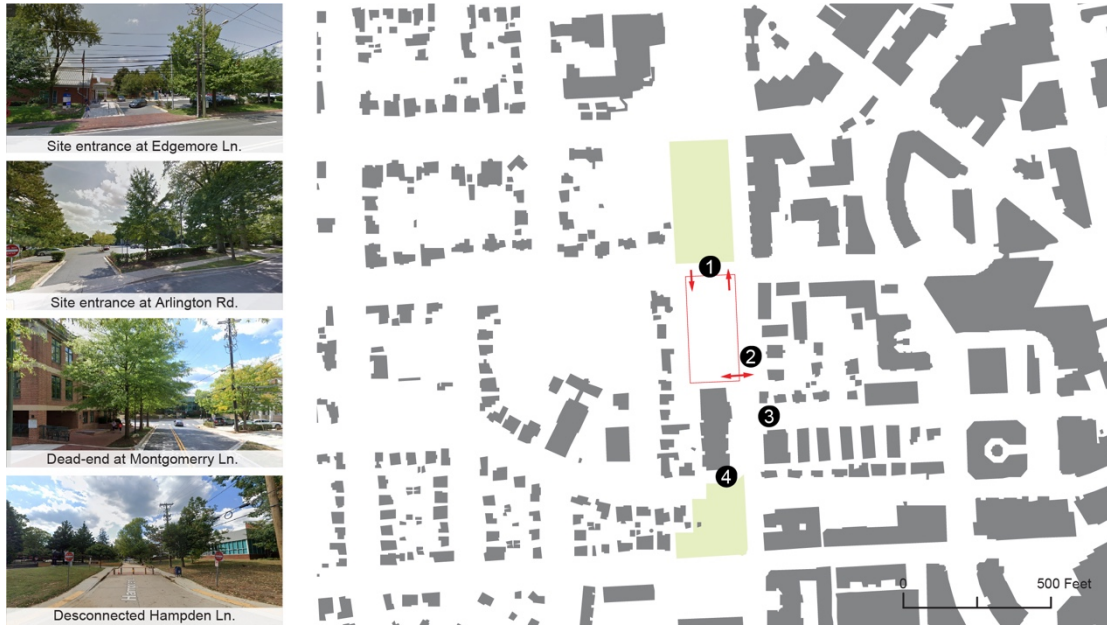 Site entrance at Edgemore Ln.
Site entrance at Arlington Rd.
Dead-end at Montgomerry Ln.
Desconnected Hampden Ln.
1
2
3
4
0
500 Feet